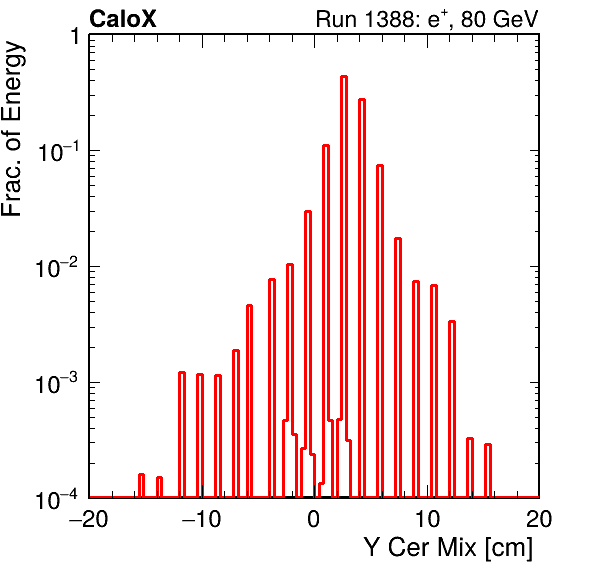 CaloX Run 1388: e⁺, 80 GeV
Frac. of Energy
1
10⁻¹
10⁻²
10⁻³
10⁻⁴
−20 −10 0 10 20
Y Cer Mix [cm]